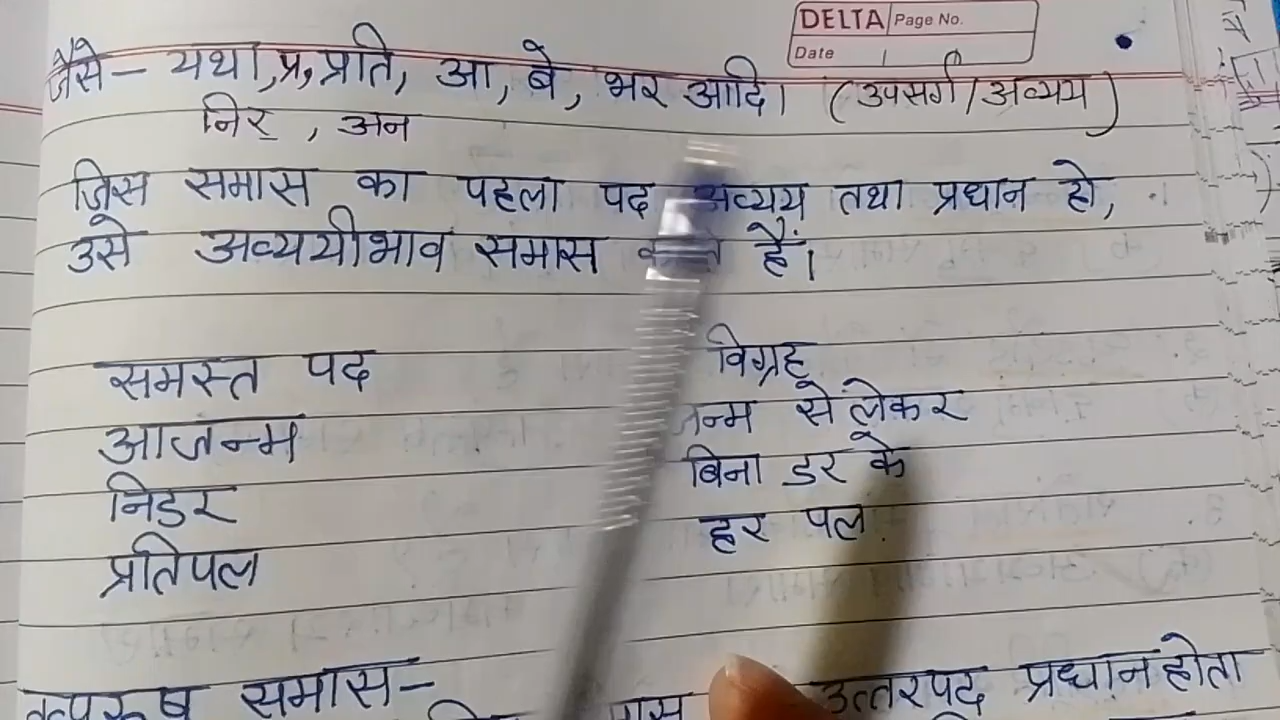 DELTA Page No.
Date
जैसे - यथा, प्र, प्रति, आ, बे, भर आदि। (उपसर्ग/अव्यय)
निर्, अन
जिस समास का पहला पद अव्यय तथा प्रधान हो,
उसे अव्ययीभाव समास कहते हैं।
समस्त पद विग्रह
आजन्म जन्म से लेकर
निडर बिना डर के
प्रतिपल हर पल
समास- उत्तरपद प्रधान होता